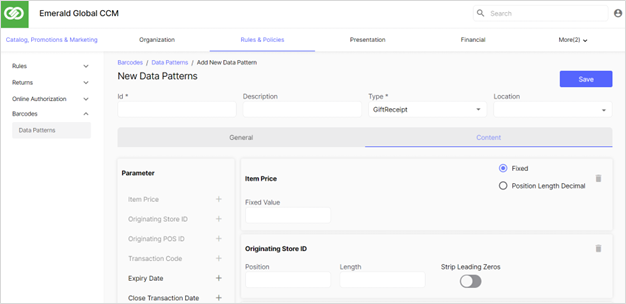 Emerald Global CCM
Search
Catalog, Promotions & Marketing Organization Rules & Policies Presentation Financial More(2)
Rules
Returns
Online Authorization
Barcodes
Data Patterns
Barcodes / Data Patterns / Add New Data Pattern
New Data Patterns
Save
Id * Description Type * Location
GiftReceipt
General Content
Parameter
Item Price +
Originating Store ID +
Originating POS ID +
Transaction Code +
Expiry Date +
Close Transaction Date +
Item Price
Fixed
Position Length Decimal
Fixed Value
Originating Store ID
Position Length Strip Leading Zeros